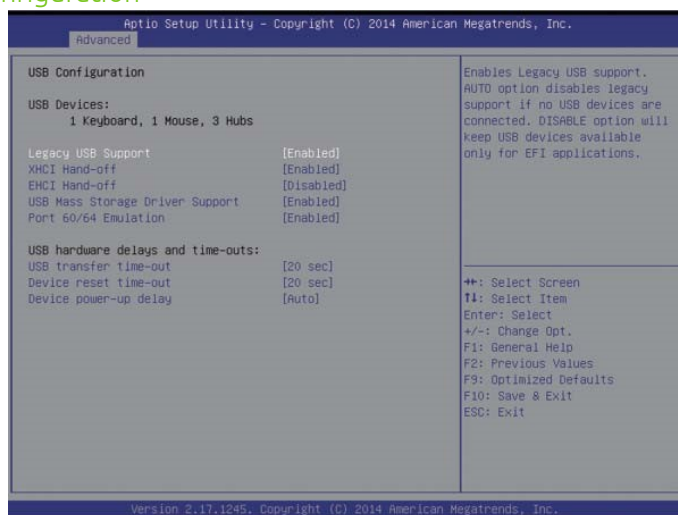 Aptio Setup Utility – Copyright (C) 2014 American Megatrends, Inc.
Advanced
USB Configuration
USB Devices:
1 Keyboard, 1 Mouse, 3 Hubs
Legacy USB Support [Enabled]
XHCI Hand-off [Enabled]
EHCI Hand-off [Disabled]
USB Mass Storage Driver Support [Enabled]
Port 60/64 Emulation [Enabled]
USB hardware delays and time-outs:
USB transfer time-out [20 sec]
Device reset time-out [20 sec]
Device power-up delay [Auto]
Enables Legacy USB support.
AUTO option disables legacy
support if no USB devices are
connected. DISABLE option will
keep USB devices available
only for EFI applications.
→←: Select Screen
↑↓: Select Item
Enter: Select
+/-: Change Opt.
F1: General Help
F2: Previous Values
F9: Optimized Defaults
F10: Save & Exit
ESC: Exit
Version 2.17.1245. Copyright (C) 2014 American Megatrends, Inc.